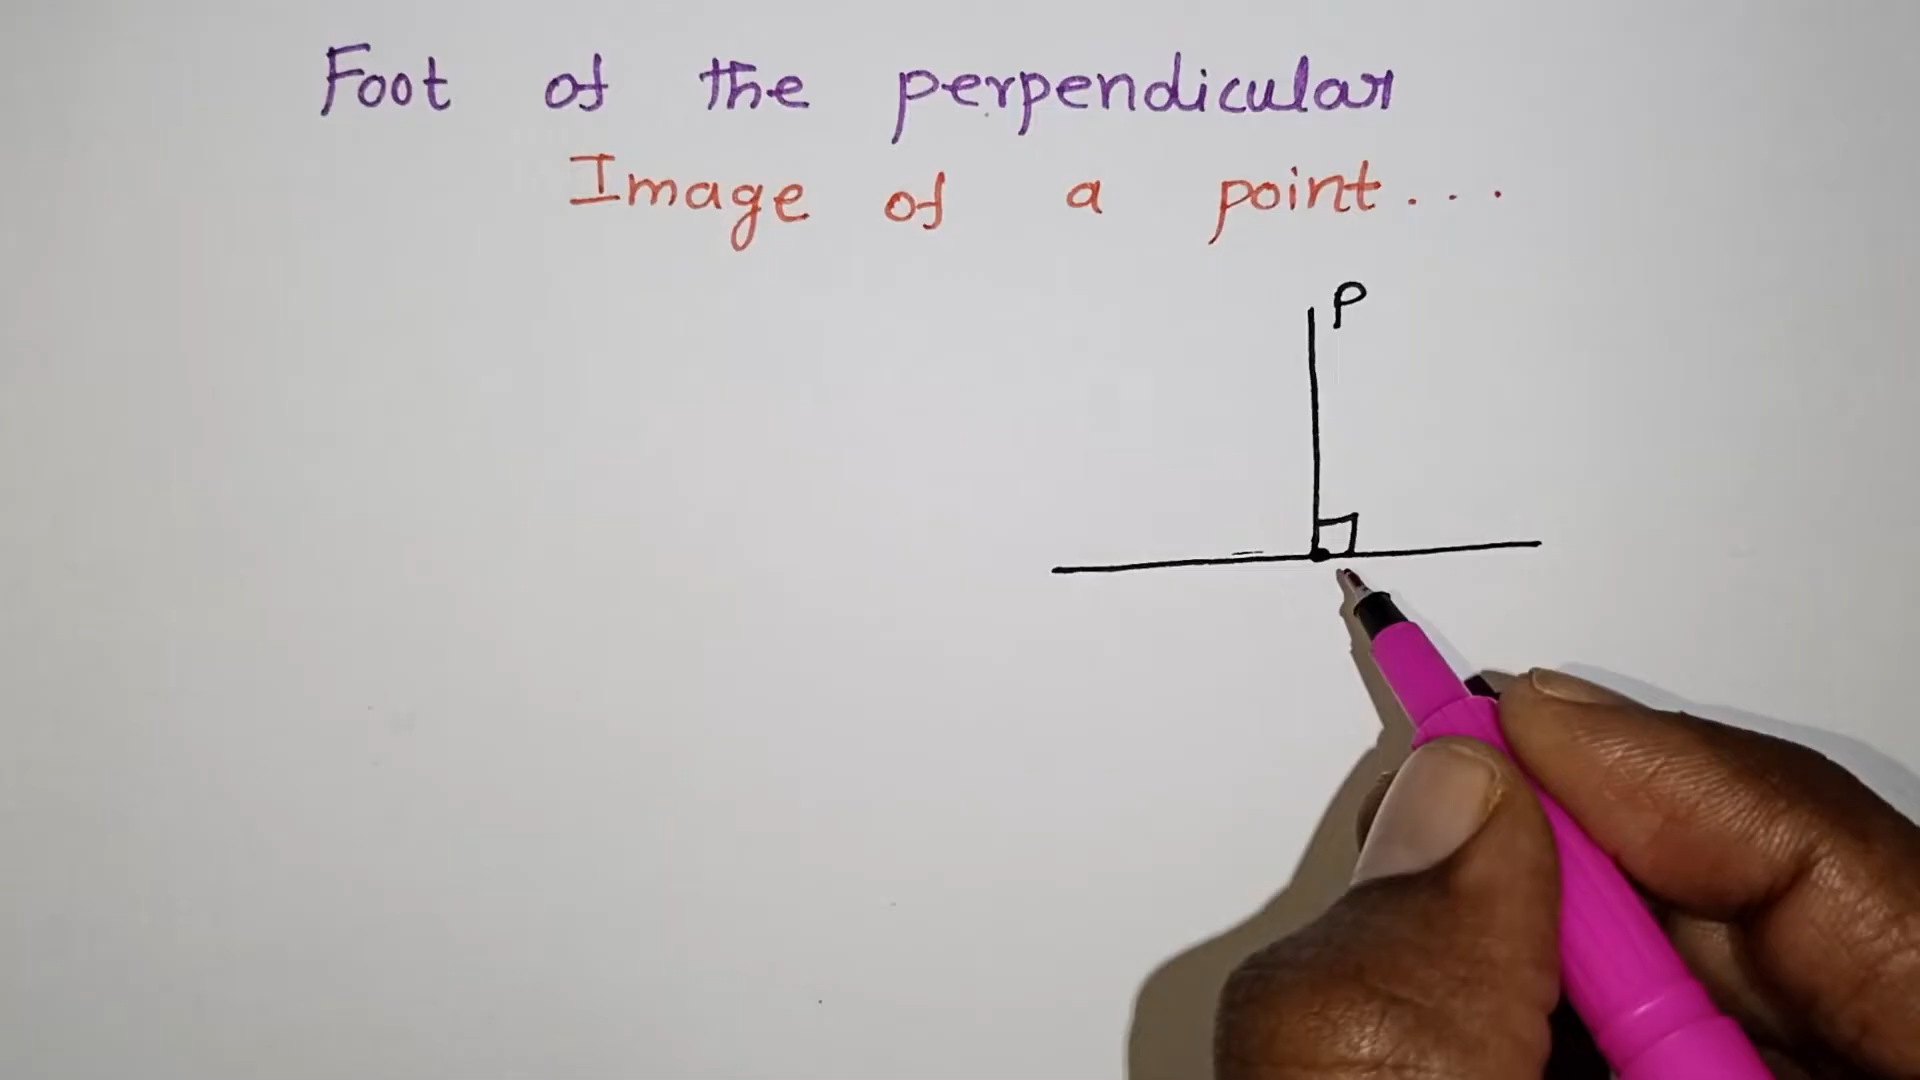 Foot of the perpendicular
Image of a point...
P